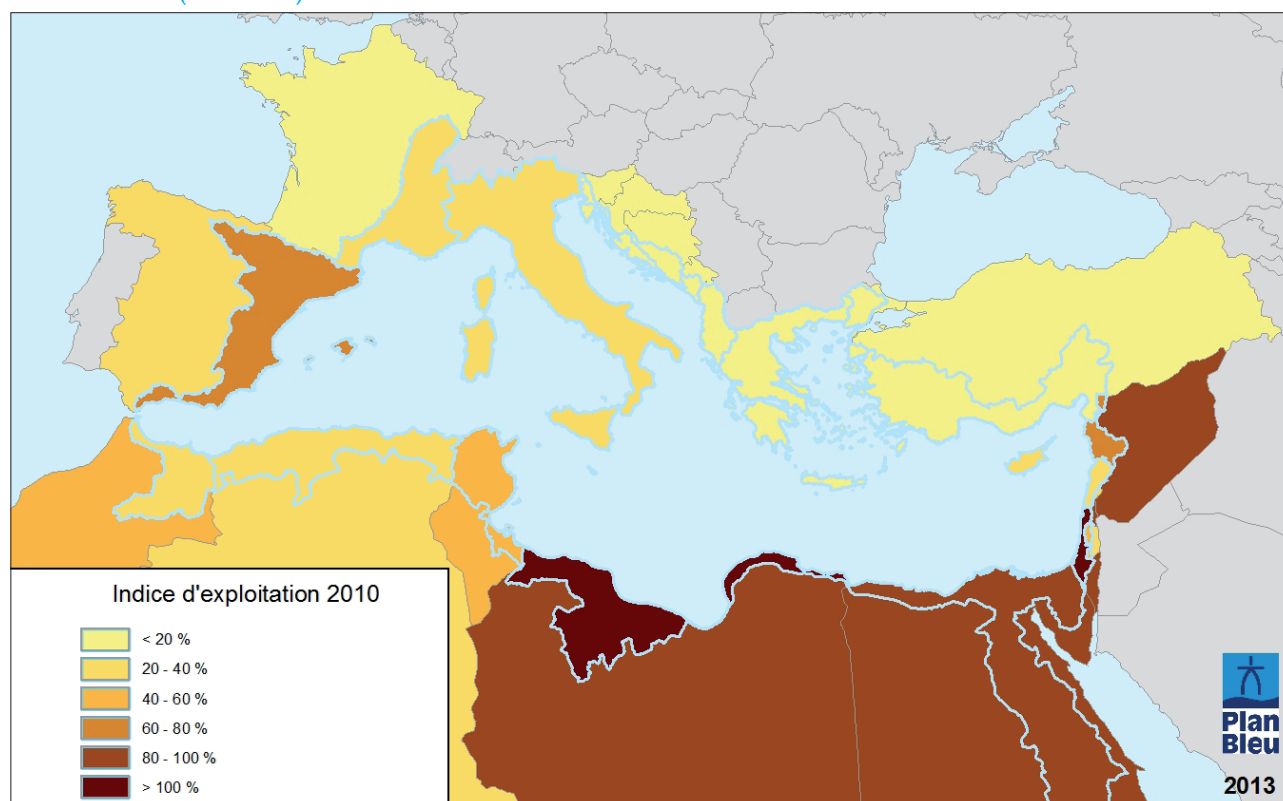 Indice d'exploitation 2010
< 20 %
20 - 40 %
40 - 60 %
60 - 80 %
80 - 100 %
> 100 %
Plan
Bleu
2013